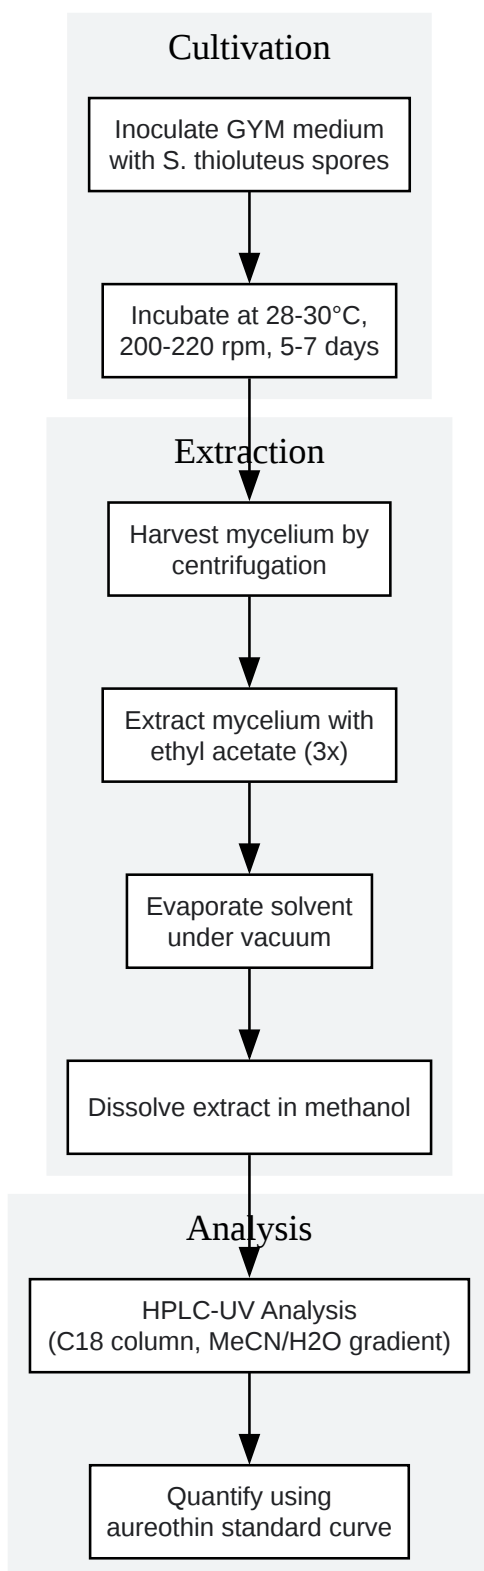 Cultivation
Inoculate GYM medium
with S. thioluteus spores
Incubate at 28-30°C,
200-220 rpm, 5-7 days
Extraction
Harvest mycelium by
centrifugation
Extract mycelium with
ethyl acetate (3x)
Evaporate solvent
under vacuum
Dissolve extract in methanol
Analysis
HPLC-UV Analysis
(C18 column, MeCN/H2O gradient)
Quantify using
aureothin standard curve